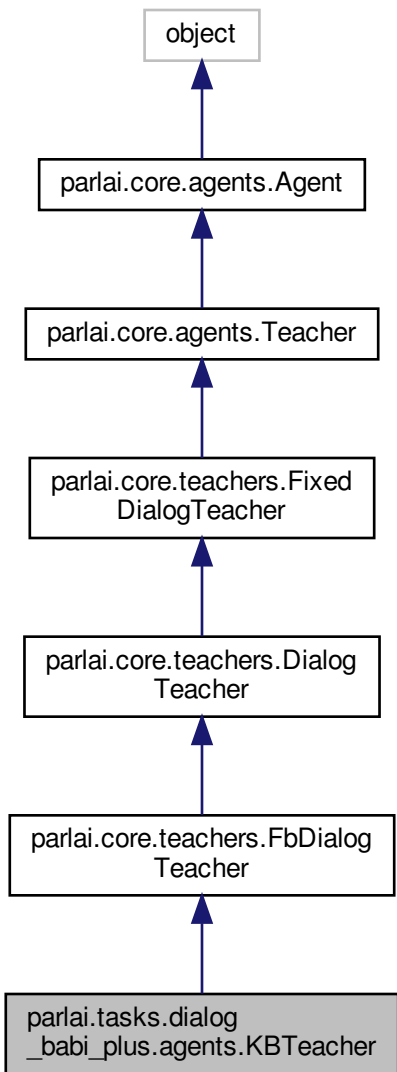 object
parlai.core.agents.Agent
parlai.core.agents.Teacher
parlai.core.teachers.Fixed
DialogTeacher
parlai.core.teachers.Dialog
Teacher
parlai.core.teachers.FbDialog
Teacher
parlai.tasks.dialog
_babi_plus.agents.KBTeacher